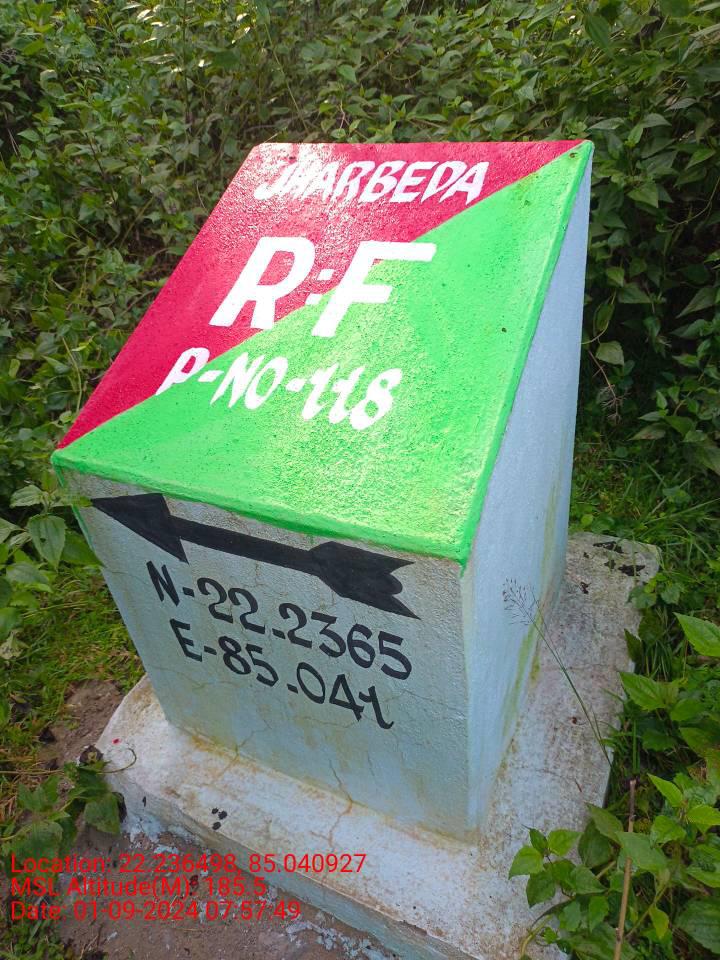 JHARBEDA
R:F
P-NO-118
N-22.2365
E-85.041
Location: 22.236498, 85.040927
MSL Altitude(M): 185.5
Date: 01-09-2024 07:57:49